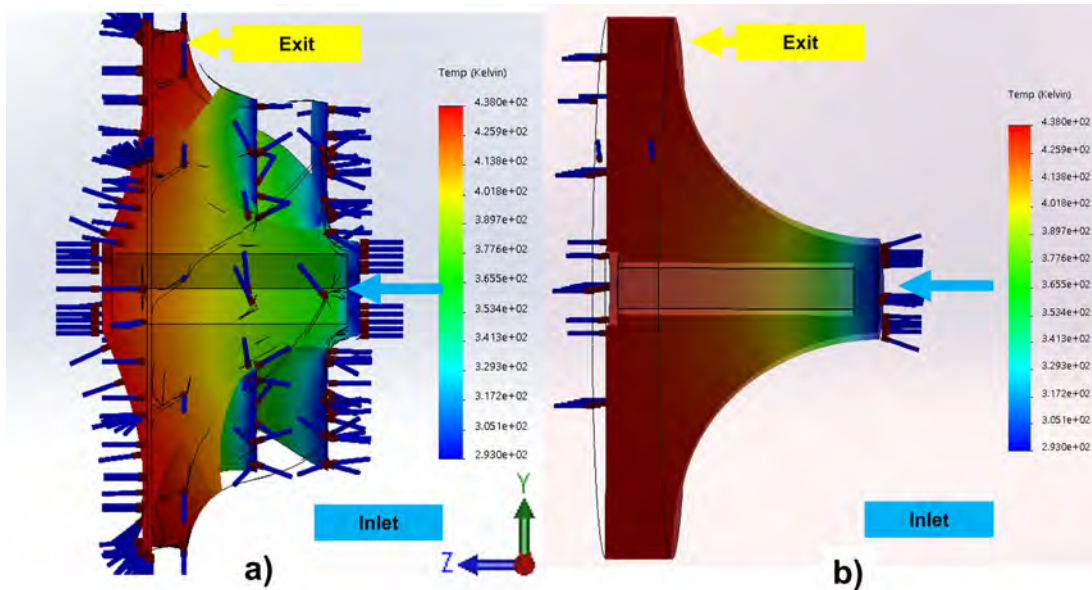 Exit
Temp (Kelvin)
4.380e+02
4.259e+02
4.138e+02
4.018e+02
3.897e+02
3.776e+02
3.655e+02
3.534e+02
3.413e+02
3.293e+02
3.172e+02
3.051e+02
2.930e+02
Inlet
Y
Z
a)
Exit
Temp (Kelvin)
4.380e+02
4.259e+02
4.138e+02
4.018e+02
3.897e+02
3.776e+02
3.655e+02
3.534e+02
3.413e+02
3.293e+02
3.172e+02
3.051e+02
2.930e+02
Inlet
b)